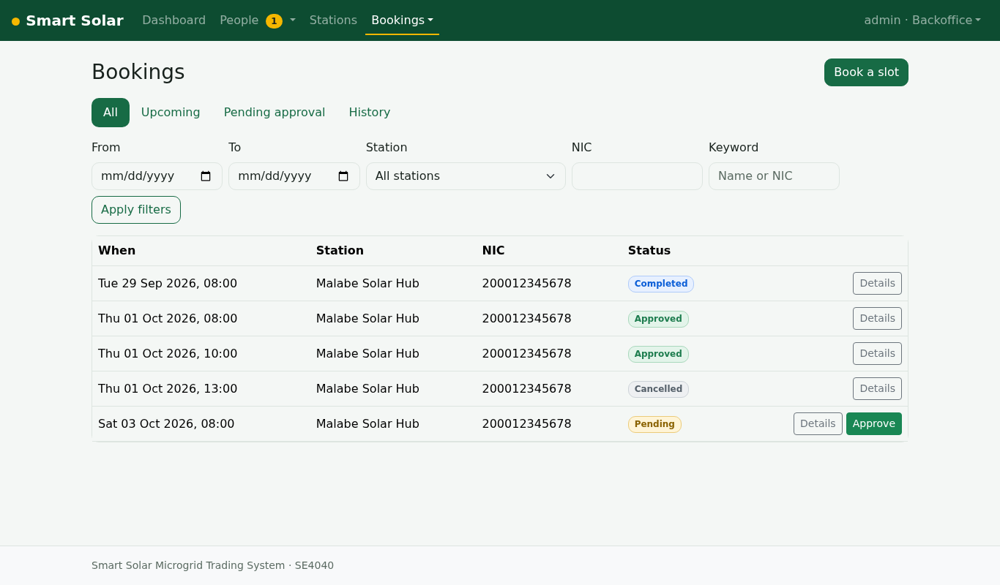 Smart Solar Dashboard People 1 Stations Bookings admin · Backoffice
Bookings Book a slot
All Upcoming Pending approval History
From To Station NIC Keyword
mm/dd/yyyy mm/dd/yyyy All stations Name or NIC
Apply filters
When Station NIC Status
Tue 29 Sep 2026, 08:00 Malabe Solar Hub 200012345678 Completed Details
Thu 01 Oct 2026, 08:00 Malabe Solar Hub 200012345678 Approved Details
Thu 01 Oct 2026, 10:00 Malabe Solar Hub 200012345678 Approved Details
Thu 01 Oct 2026, 13:00 Malabe Solar Hub 200012345678 Cancelled Details
Sat 03 Oct 2026, 08:00 Malabe Solar Hub 200012345678 Pending Details Approve
Smart Solar Microgrid Trading System · SE4040